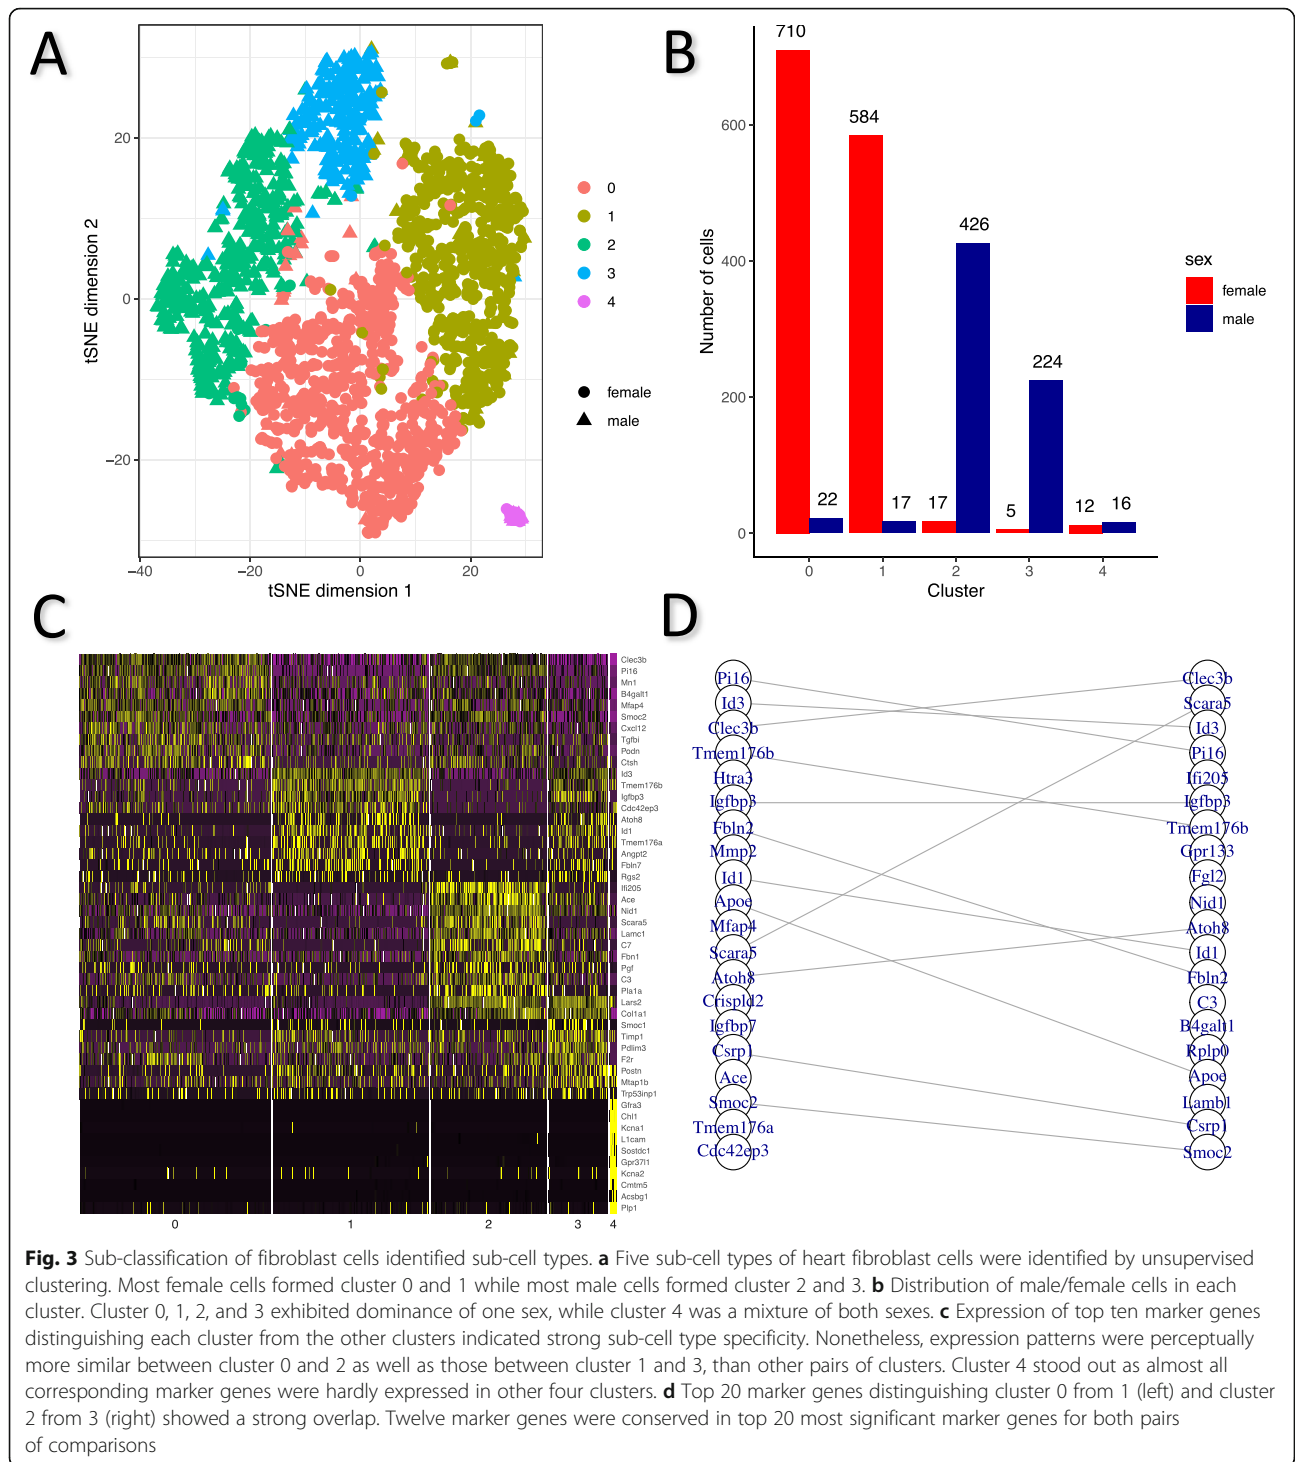 A
20
0
−20
−40
−20
0
20
tSNE dimension 1
tSNE dimension 2
0
1
2
3
4
female
male
B
710
584
426
224
22
17
17
5
12
16
600
400
200
0
0
1
2
3
4
Cluster
Number of cells
sex
female
male
C
Clec3b
Pi16
Mn1
B4galt1
Mfap4
Smoc2
Cxcl12
Tgfbi
Podn
Ctsh
Id3
Tmem176b
Igfbp3
Cdc42ep3
Atoh8
Id1
Tmem176a
Angpt2
Fbln7
Rgs2
Ifi205
Ace
Nid1
Scara5
Lamc1
C7
Fbn1
Pgf
C3
Pla1a
Lars2
Col1a1
Smoc1
Timp1
Pdlim3
F2r
Postn
Mtap1b
Trp53inp1
Gfra3
Chl1
Kcna1
L1cam
Sostdc1
Gpr37l1
Kcna2
Cmtm5
Acsbg1
Plp1
0
1
2
3
4
D
Pi16
Id3
Clec3b
Tmem176b
Htra3
Igfbp3
Fbln2
Mmp2
Id1
Apoe
Mfap4
Scara5
Atoh8
Crispld2
Igfbp7
Csrp1
Ace
Smoc2
Tmem176a
Cdc42ep3
Clec3b
Scara5
Id3
Pi16
Ifi205
Igfbp3
Tmem176b
Gpr133
Fgl2
Nid1
Atoh8
Id1
Fbln2
C3
B4galt1
Rplp0
Apoe
Lamb1
Csrp1
Smoc2
Fig. 3 Sub-classification of fibroblast cells identified sub-cell types. a Five sub-cell types of heart fibroblast cells were identified by unsupervised
clustering. Most female cells formed cluster 0 and 1 while most male cells formed cluster 2 and 3. b Distribution of male/female cells in each
cluster. Cluster 0, 1, 2, and 3 exhibited dominance of one sex, while cluster 4 was a mixture of both sexes. c Expression of top ten marker genes
distinguishing each cluster from the other clusters indicated strong sub-cell type specificity. Nonetheless, expression patterns were perceptually
more similar between cluster 0 and 2 as well as those between cluster 1 and 3, than other pairs of clusters. Cluster 4 stood out as almost all
corresponding marker genes were hardly expressed in other four clusters. d Top 20 marker genes distinguishing cluster 0 from 1 (left) and cluster
2 from 3 (right) showed a strong overlap. Twelve marker genes were conserved in top 20 most significant marker genes for both pairs
of comparisons